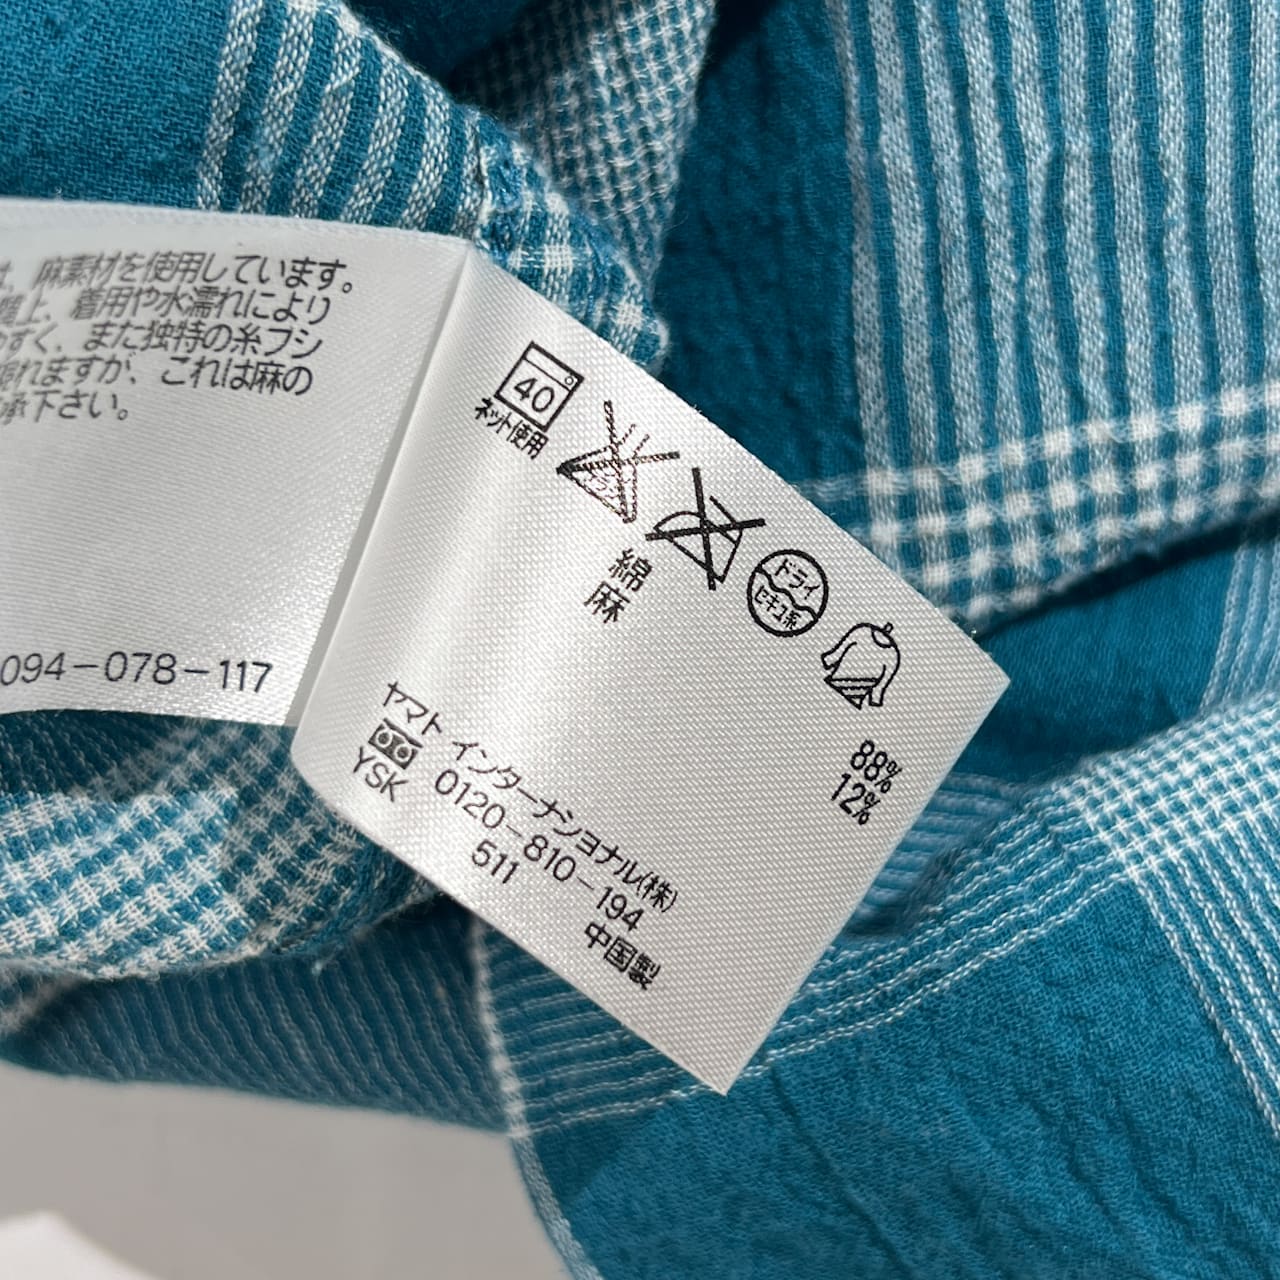 麻素材を使用しています。
上、着用や水濡れにより
すく、また独特の糸フシ
れますが、これは麻の
承下さい。
094-078-117
40
ネット使用
ドライ
セキユ系
綿 88%
麻 12%
ヤマト インターナショナル(株)
0120-810-194
YSK 511
中国製